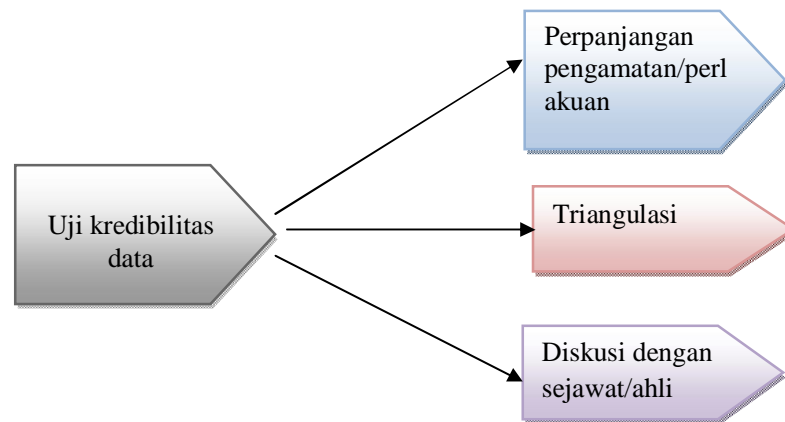 Perpanjangan
pengamatan/perl
akuan
Uji kredibilitas
data
Triangulasi
Diskusi dengan
sejawat/ahli